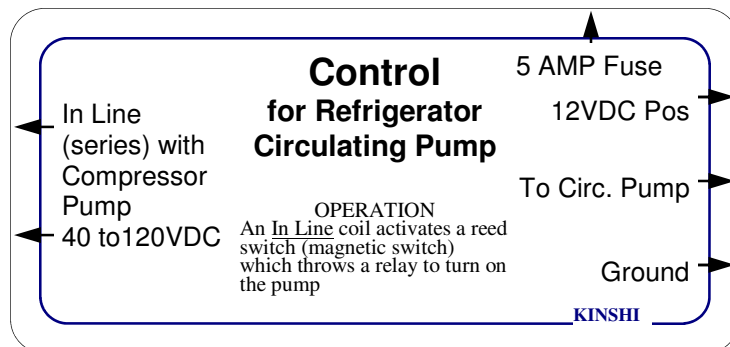 Control
for Refrigerator
Circulating Pump
In Line
(series) with
Compressor
Pump
40 to120VDC
OPERATION
An In Line coil activates a reed
switch (magnetic switch)
which throws a relay to turn on
the pump
5 AMP Fuse
12VDC Pos
To Circ. Pump
Ground
KINSHI